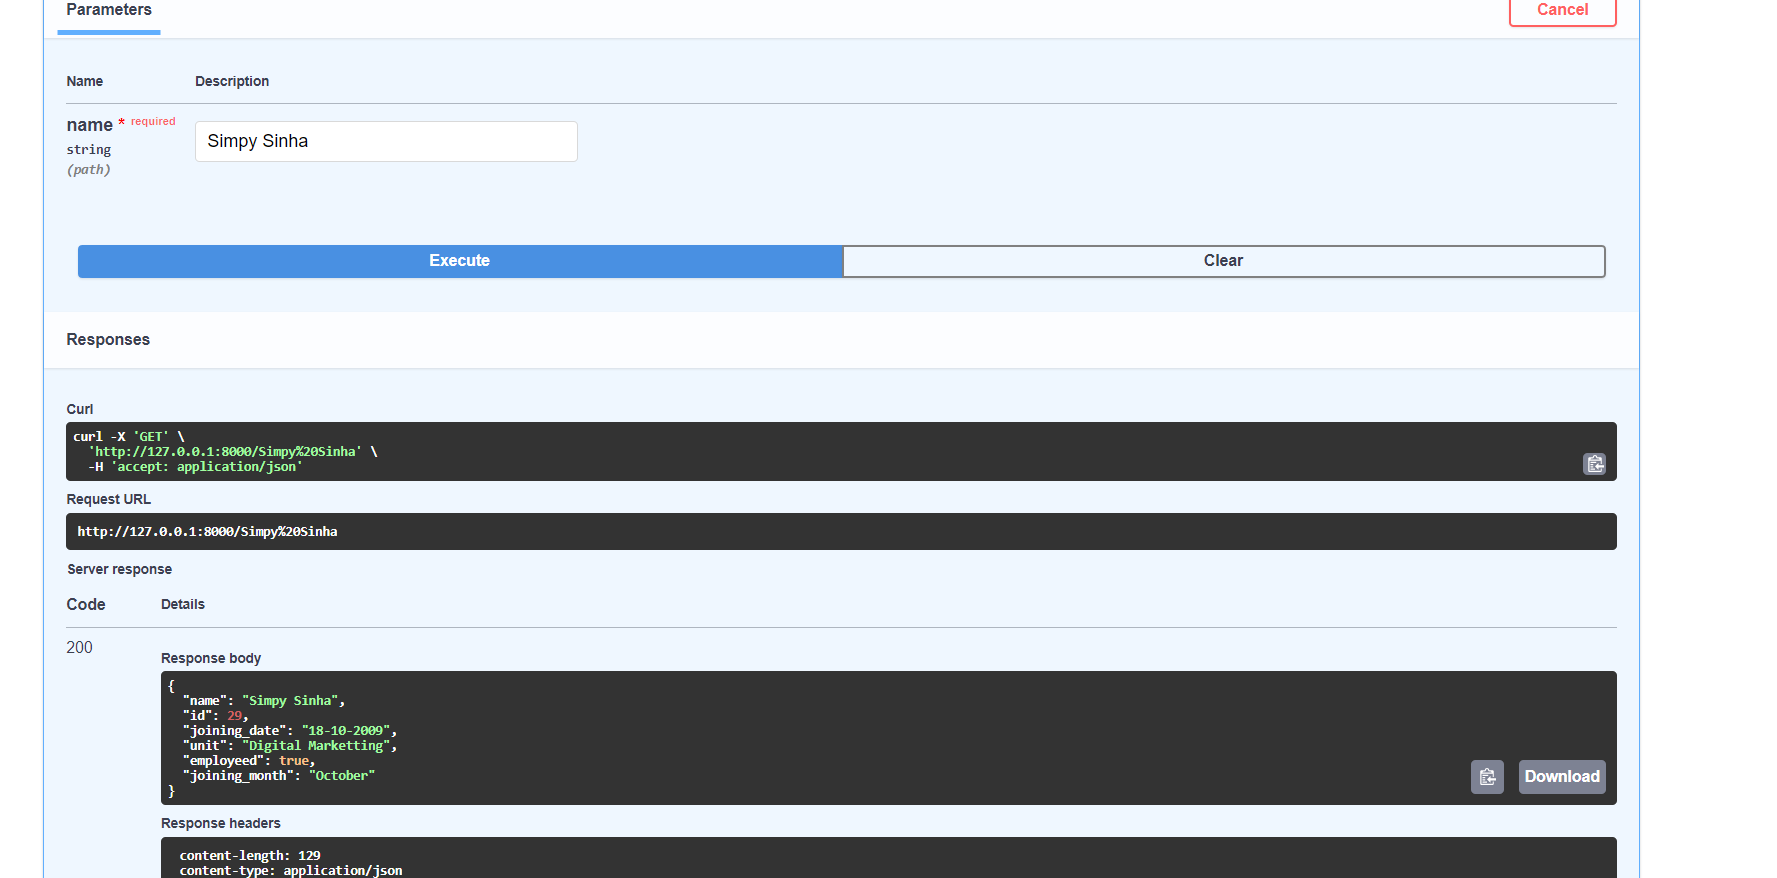 Parameters
Cancel
Name Description
name * required
string
(path)
Simpy Sinha
Execute Clear
Responses
Curl
curl -X 'GET' \
'http://127.0.0.1:8000/Simpy%20Sinha' \
-H 'accept: application/json'
Request URL
http://127.0.0.1:8000/Simpy%20Sinha
Server response
Code Details
200
Response body
{
"name": "Simpy Sinha",
"id": 29,
"joining_date": "18-10-2009",
"unit": "Digital Marketting",
"employeed": true,
"joining_month": "October"
}
Download
Response headers
content-length: 129
content-type: application/json